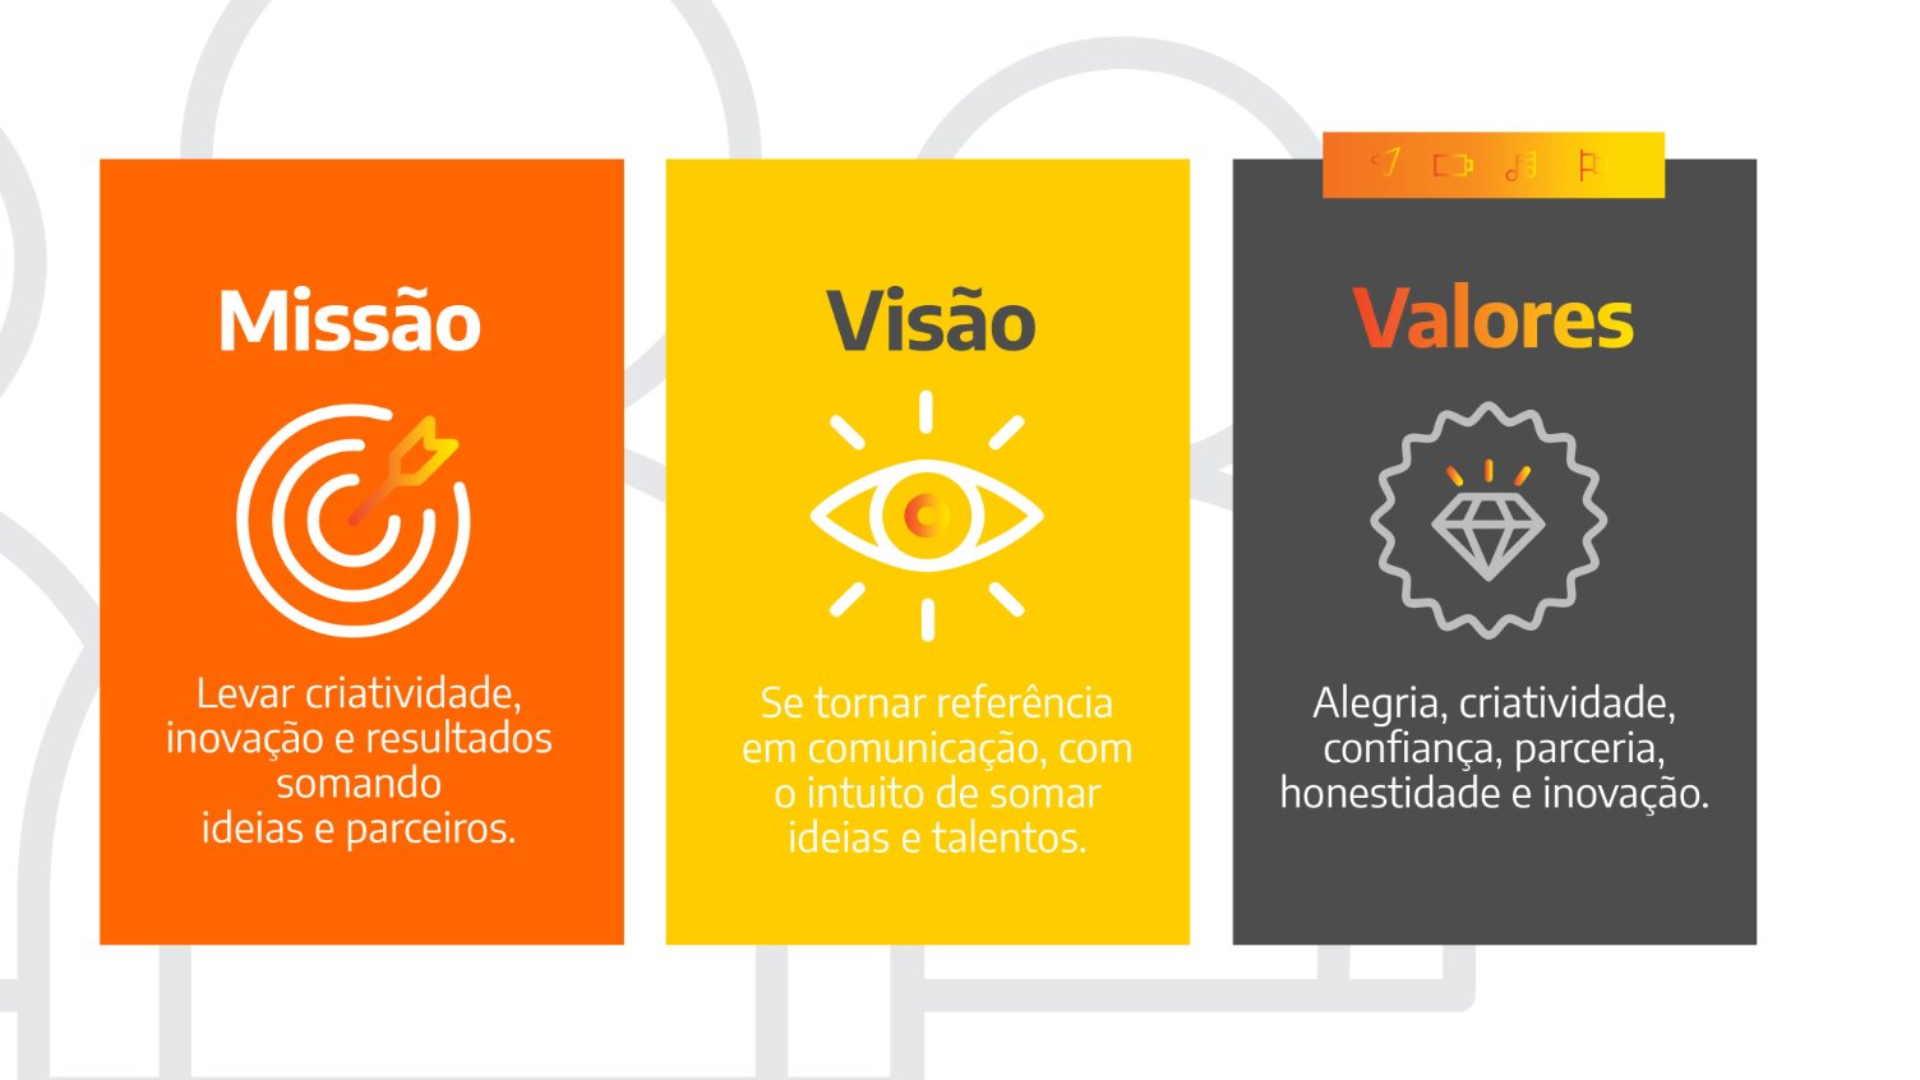 Missão
Levar criatividade,
inovação e resultados
somando
ideias e parceiros.
Visão
Se tornar referência
em comunicação, com
o intuito de somar
ideias e talentos.
Valores
Alegria, criatividade,
confiança, parceria,
honestidade e inovação.